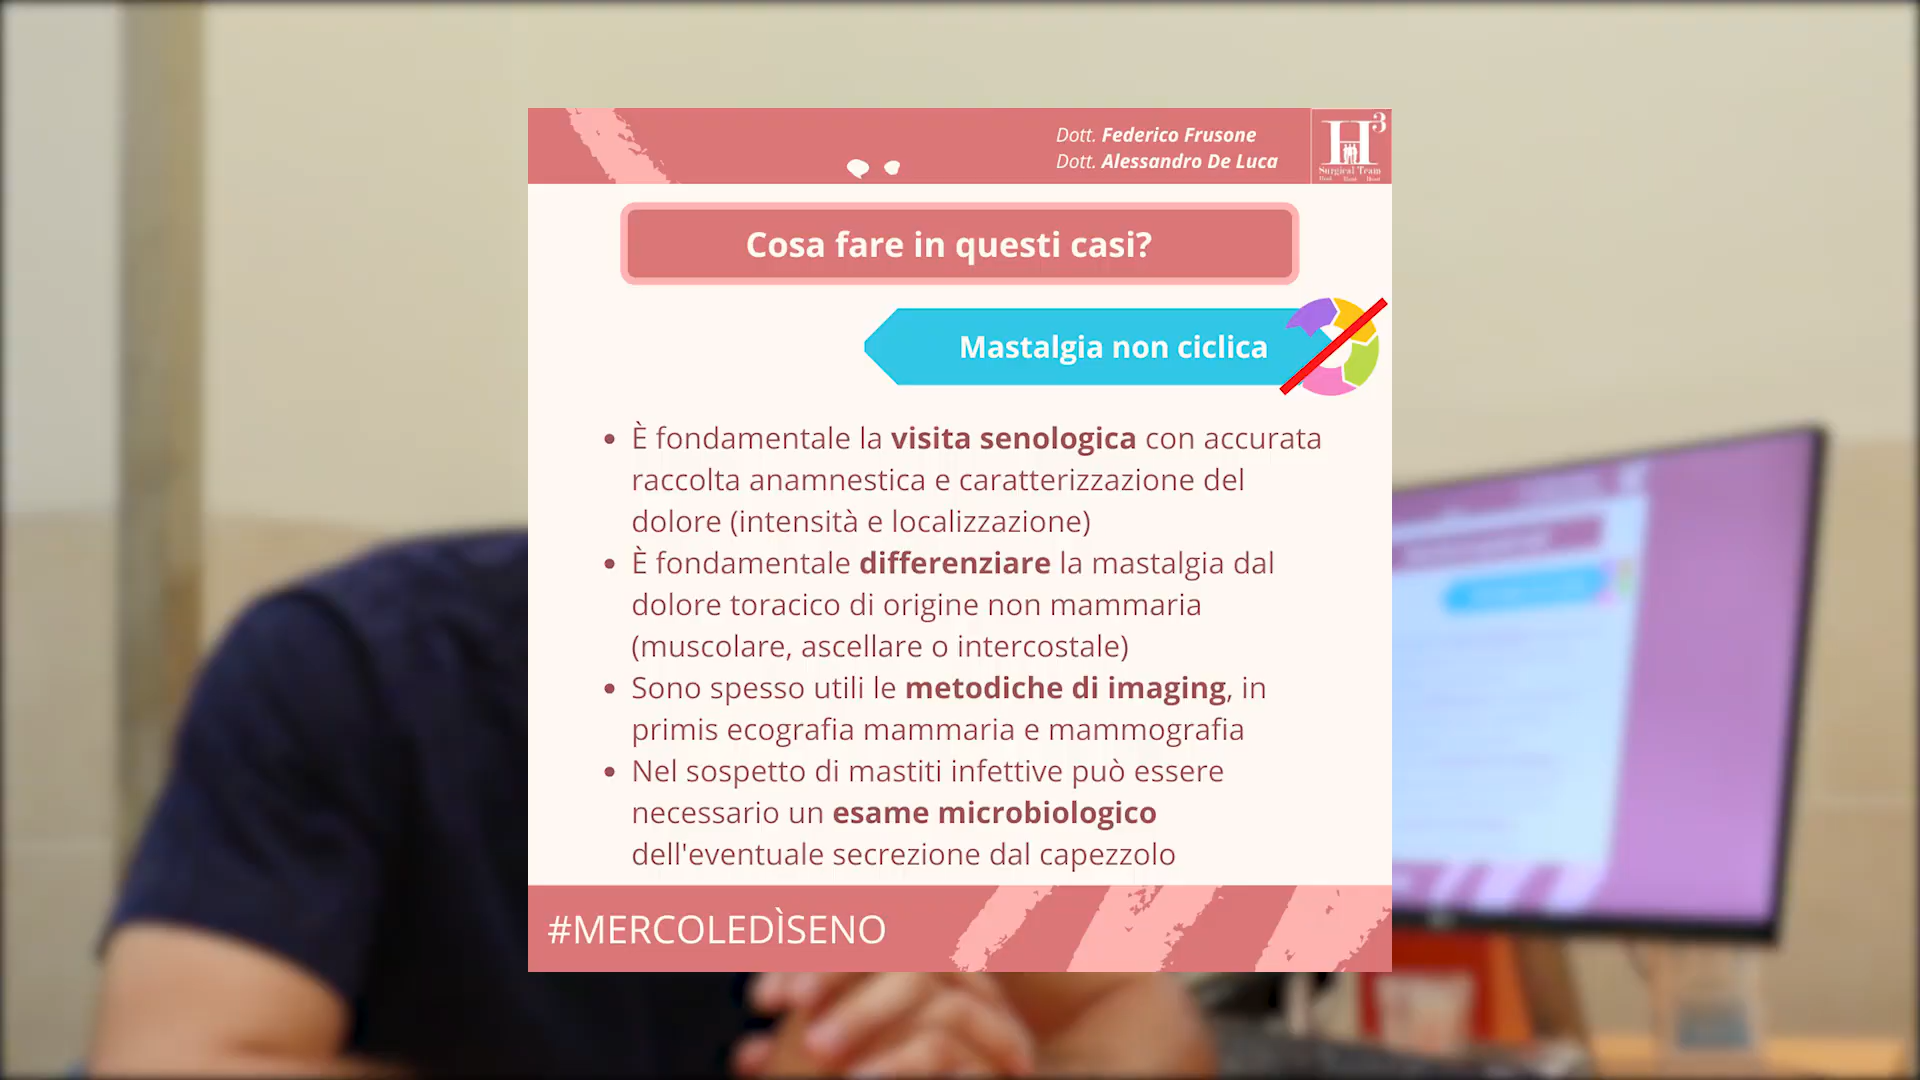 Dott. Federico Frusone
Dott. Alessandro De Luca
H3
Surgical Team
Cosa fare in questi casi?
Mastalgia non ciclica
• È fondamentale la visita senologica con accurata
raccolta anamnestica e caratterizzazione del
dolore (intensità e localizzazione)
• È fondamentale differenziare la mastalgia dal
dolore toracico di origine non mammaria
(muscolare, ascellare o intercostale)
• Sono spesso utili le metodiche di imaging, in
primis ecografia mammaria e mammografia
• Nel sospetto di mastiti infettive può essere
necessario un esame microbiologico
dell'eventuale secrezione dal capezzolo
#MERCOLEDÌSENO